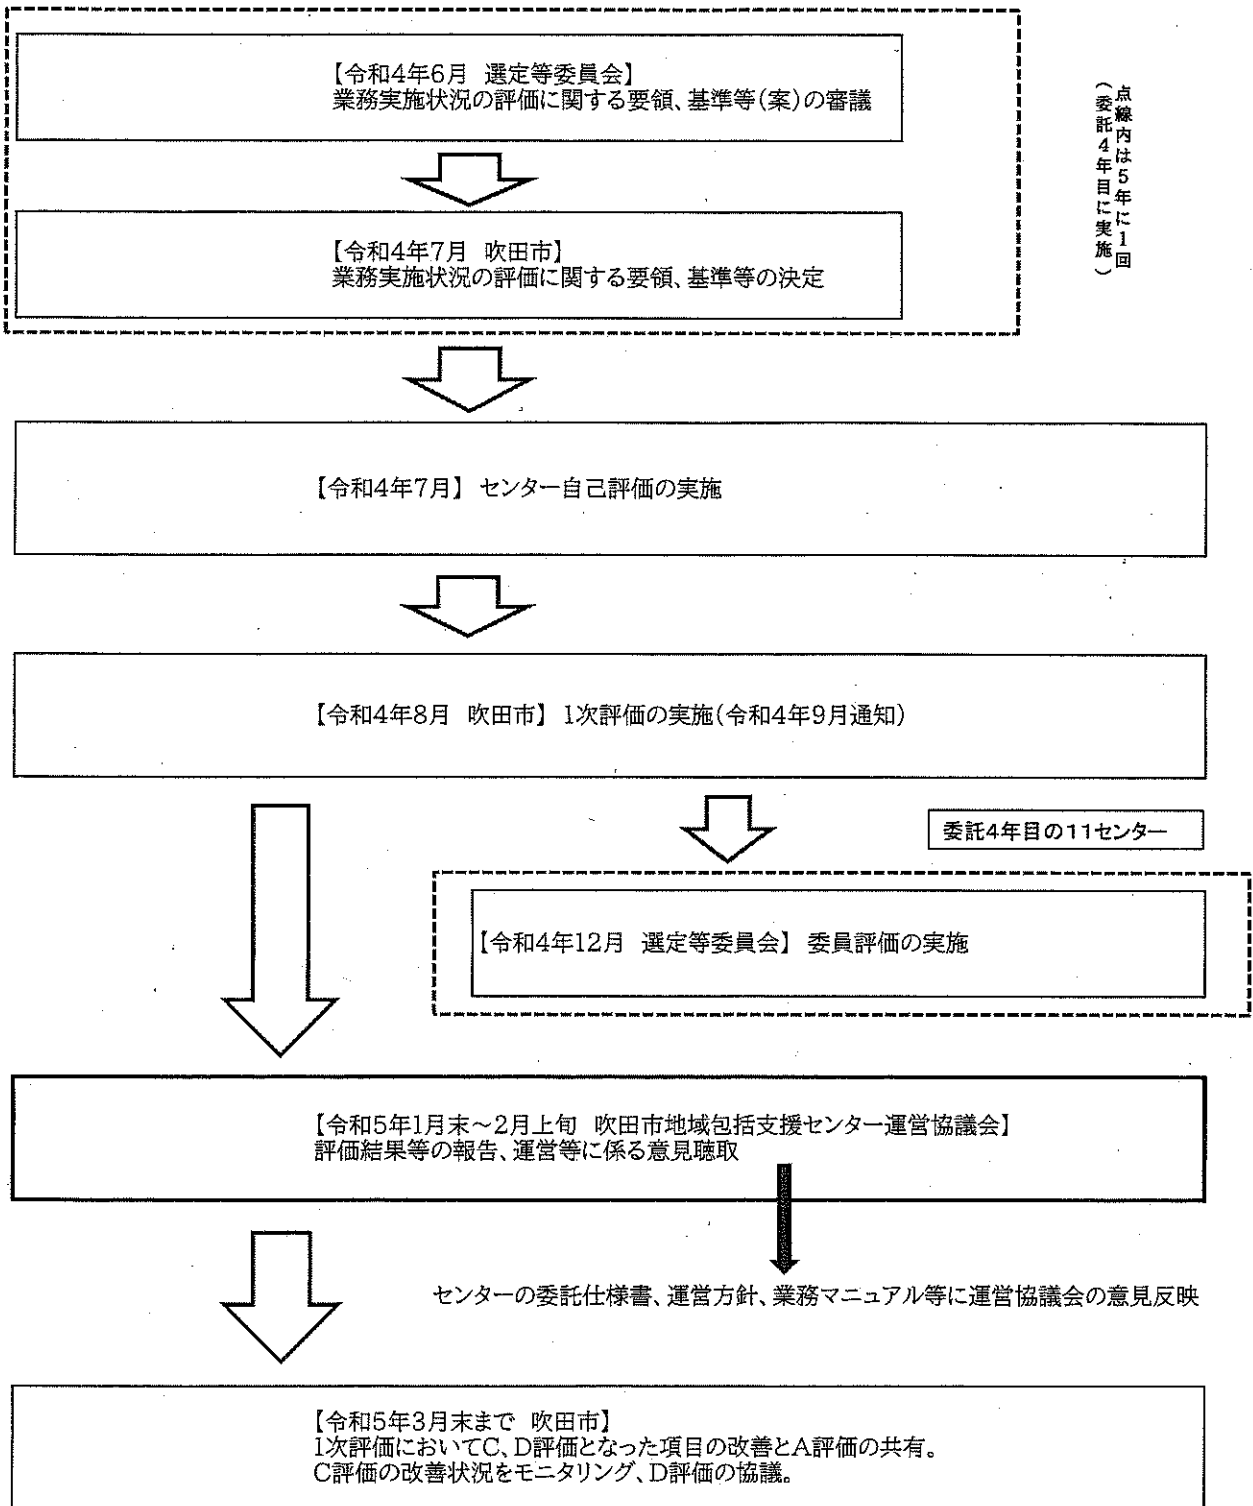 【令和4年6月 選定等委員会】
業務実施状況の評価に関する要領、基準等(案)の審議
点線内は5年に1回
(委託4年目に実施)
【令和4年7月 吹田市】
業務実施状況の評価に関する要領、基準等の決定
【令和4年7月】 センター自己評価の実施
【令和4年8月 吹田市】 1次評価の実施(令和4年9月通知)
委託4年目の11センター
【令和4年12月 選定等委員会】 委員評価の実施
【令和5年1月末~2月上旬 吹田市地域包括支援センター運営協議会】
評価結果等の報告、運営等に係る意見聴取
センターの委託仕様書、運営方針、業務マニュアル等に運営協議会の意見反映
【令和5年3月末まで 吹田市】
1次評価においてC、D評価となった項目の改善とA評価の共有。
C評価の改善状況をモニタリング、D評価の協議。